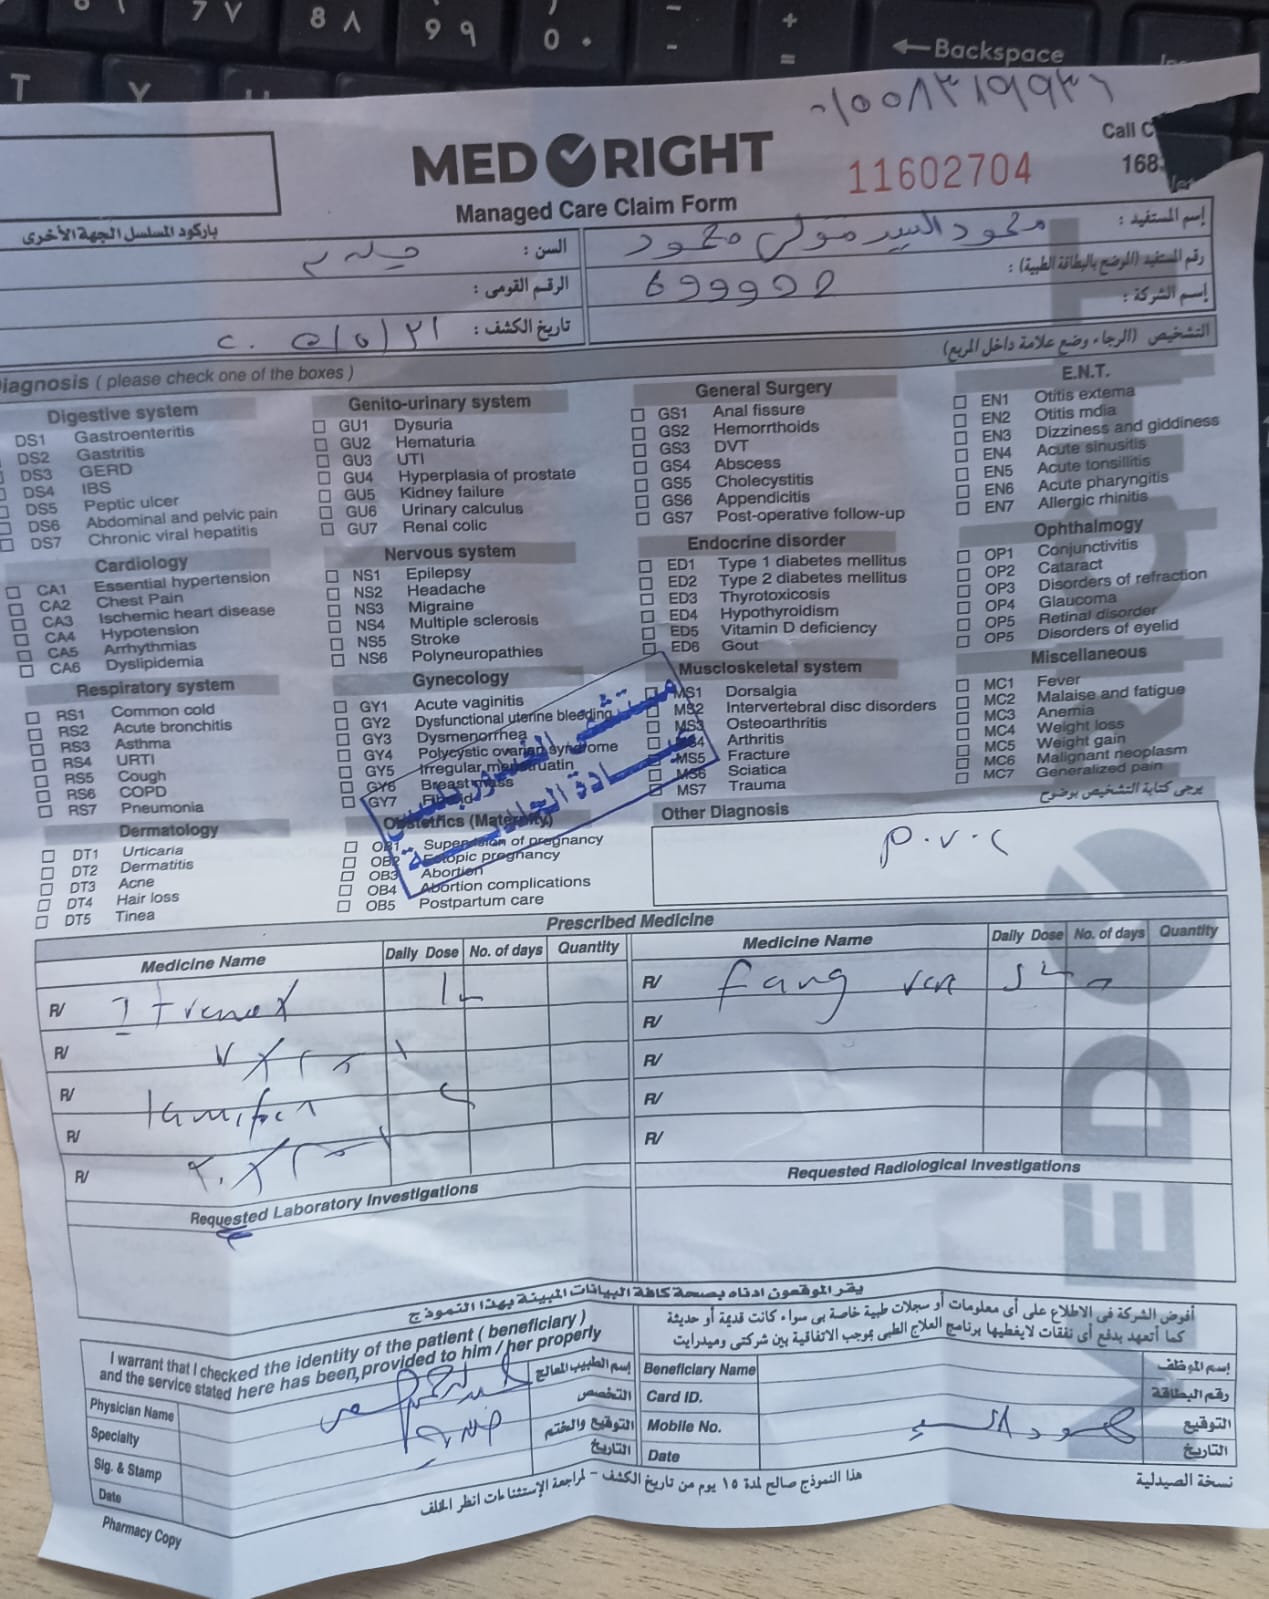 7 ٧
8 ٨
9 ٩
0 ٠
-
-
+
=
←Backspace
T
Y
U
MED RIGHT
Managed Care Claim Form
11602704
Call
168
باركود المسلسل الجهة الأخرى
إسم المستفيد :
محمود السيد مولى محمود
السن :
رقم المستفيد (الموضح بالبطاقة الطبية) :
الرقم القومى :
إسم الشركة :
تاريخ الكشف :
التشخيص (الرجاء وضع علامة داخل المربع)
Diagnosis ( please check one of the boxes )
Digestive system
DS1 Gastroenteritis
DS2 Gastritis
DS3 GERD
DS4 IBS
DS5 Peptic ulcer
DS6 Abdominal and pelvic pain
DS7 Chronic viral hepatitis
Cardiology
CA1 Essential hypertension
CA2 Chest Pain
CA3 Ischemic heart disease
CA4 Hypotension
CA5 Arrhythmias
CA6 Dyslipidemia
Respiratory system
RS1 Common cold
RS2 Acute bronchitis
RS3 Asthma
RS4 URTI
RS5 Cough
RS6 COPD
RS7 Pneumonia
Dermatology
DT1 Urticaria
DT2 Dermatitis
DT3 Acne
DT4 Hair loss
DT5 Tinea
Genito-urinary system
GU1 Dysuria
GU2 Hematuria
GU3 UTI
GU4 Hyperplasia of prostate
GU5 Kidney failure
GU6 Urinary calculus
GU7 Renal colic
Nervous system
NS1 Epilepsy
NS2 Headache
NS3 Migraine
NS4 Multiple sclerosis
NS5 Stroke
NS6 Polyneuropathies
Gynecology
GY1 Acute vaginitis
GY2 Dysfunctional uterine bleeding
GY3 Dysmenorrhea
GY4 Polycystic ovarian syndrome
GY5 Irregular menstruatin
GY6 Breast mass
GY7 Fibroid
Obstetrics (Maternity)
OB1 Supervision of pregnancy
OB2 Ectopic pregnancy
OB3 Abortion
OB4 Abortion complications
OB5 Postpartum care
General Surgery
GS1 Anal fissure
GS2 Hemorrthoids
GS3 DVT
GS4 Abscess
GS5 Cholecystitis
GS6 Appendicitis
GS7 Post-operative follow-up
Endocrine disorder
ED1 Type 1 diabetes mellitus
ED2 Type 2 diabetes mellitus
ED3 Thyrotoxicosis
ED4 Hypothyroidism
ED5 Vitamin D deficiency
ED6 Gout
Muscloskeletal system
MS1 Dorsalgia
MS2 Intervertebral disc disorders
MS3 Osteoarthritis
MS4 Arthritis
MS5 Fracture
MS6 Sciatica
MS7 Trauma
E.N.T.
EN1 Otitis extema
EN2 Otitis mdia
EN3 Dizziness and giddiness
EN4 Acute sinusitis
EN5 Acute tonsillitis
EN6 Acute pharyngitis
EN7 Allergic rhinitis
Ophthalmogy
OP1 Conjunctivitis
OP2 Cataract
OP3 Disorders of refraction
OP4 Glaucoma
OP5 Retinal disorder
OP5 Disorders of eyelid
Miscellaneous
MC1 Fever
MC2 Malaise and fatigue
MC3 Anemia
MC4 Weight loss
MC5 Weight gain
MC6 Malignant neoplasm
MC7 Generalized pain
Other Diagnosis
يرجى كتابة التشخيص بوضوح
P.V.C
Prescribed Medicine
Medicine Name Daily Dose No. of days Quantity
R/
R/
R/
R/
R/
Medicine Name Daily Dose No. of days Quantity
R/
R/
R/
R/
R/
Requested Laboratory Investigations
Requested Radiological Investigations
يقر الموقعون ادناه بصحة كافة البيانات المبينة بهذا النموذج
I warrant that I checked the identity of the patient ( beneficiary )
and the service stated here has been provided to him / her properly
أفوض الشركة فى الاطلاع على أى معلومات أو سجلات طبية خاصة بى سواء كانت قديمة أو حديثة
كما أتعهد بدفع أى نفقات لايغطيها برنامج العلاج الطبى بموجب الاتفاقية بين شركتى وميدرايت
Physician Name إسم الطبيب المعالج
Specialty التخصص
Sig. & Stamp التوقيع والختم
Date التاريخ
Beneficiary Name إسم الموظف
Card ID. رقم البطاقة
Mobile No. التوقيع
Date التاريخ
هذا النموذج صالح لمدة ١٥ يوم من تاريخ الكشف – لمراجعة الإستثناءات انظر الخلف
Pharmacy Copy
نسخة الصيدلية